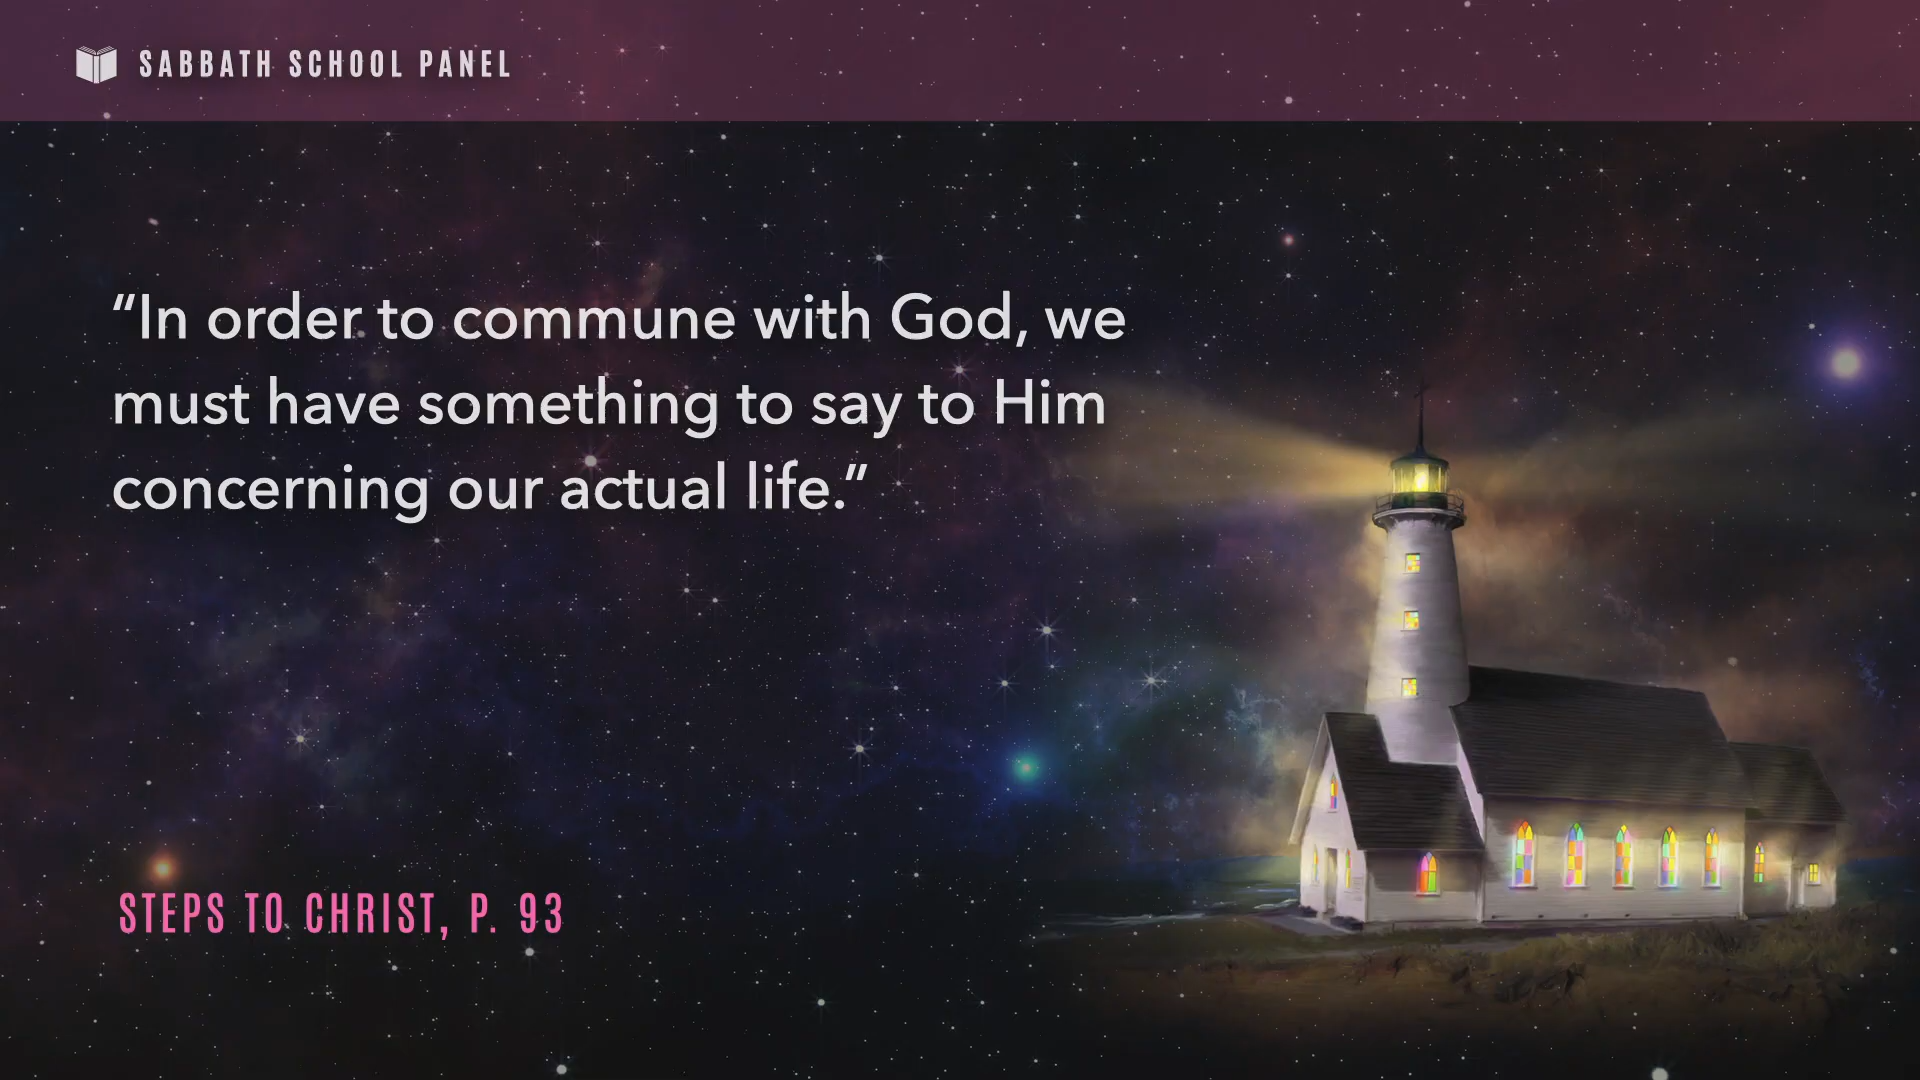 SABBATH SCHOOL PANEL
“In order to commune with God, we
must have something to say to Him
concerning our actual life.”
STEPS TO CHRIST, P. 93